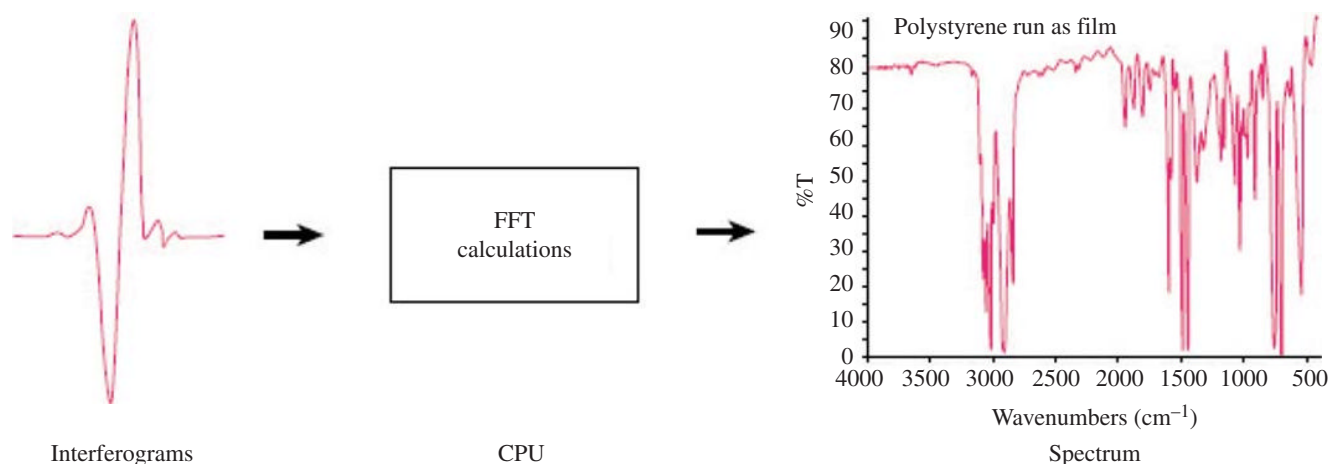 Polystyrene run as film
90
80
70
60
50
40
30
20
10
0
%T
4000 3500 3000 2500 2000 1500 1000 500
Wavenumbers (cm⁻¹)
FFT
calculations
Interferograms CPU Spectrum